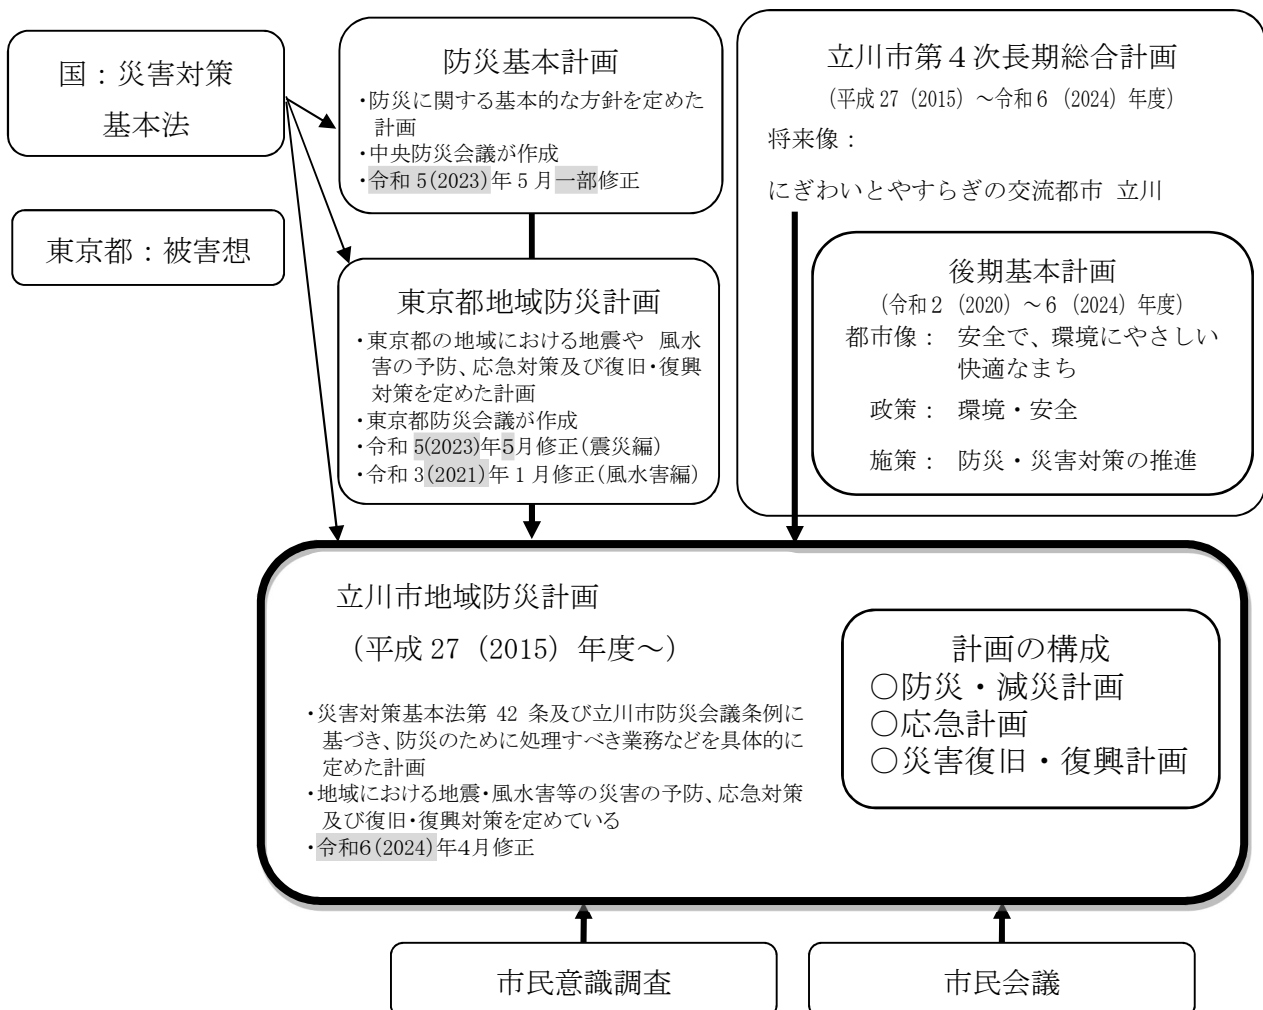 国：災害対策
基本法
東京都：被害想
防災基本計画
・防災に関する基本的な方針を定めた
計画
・中央防災会議が作成
・令和 5(2023)年 5 月一部修正
東京都地域防災計画
・東京都の地域における地震や 風水
害の予防、応急対策及び復旧・復興
対策を定めた計画
・東京都防災会議が作成
・令和 5(2023)年5月修正(震災編)
・令和 3(2021)年 1 月修正(風水害編)
立川市第４次長期総合計画
（平成 27（2015）～令和６（2024）年度）
将来像：
にぎわいとやすらぎの交流都市 立川
後期基本計画
（令和２（2020）～６（2024）年度）
都市像： 安全で、環境にやさしい
快適なまち
政策： 環境・安全
施策： 防災・災害対策の推進
立川市地域防災計画
（平成 27（2015）年度～）
・災害対策基本法第 42 条及び立川市防災会議条例に
基づき、防災のために処理すべき業務などを具体的に
定めた計画
・地域における地震・風水害等の災害の予防、応急対策
及び復旧・復興対策を定めている
・令和６(2024)年４月修正
計画の構成
○防災・減災計画
○応急計画
○災害復旧・復興計画
市民意識調査
市民会議